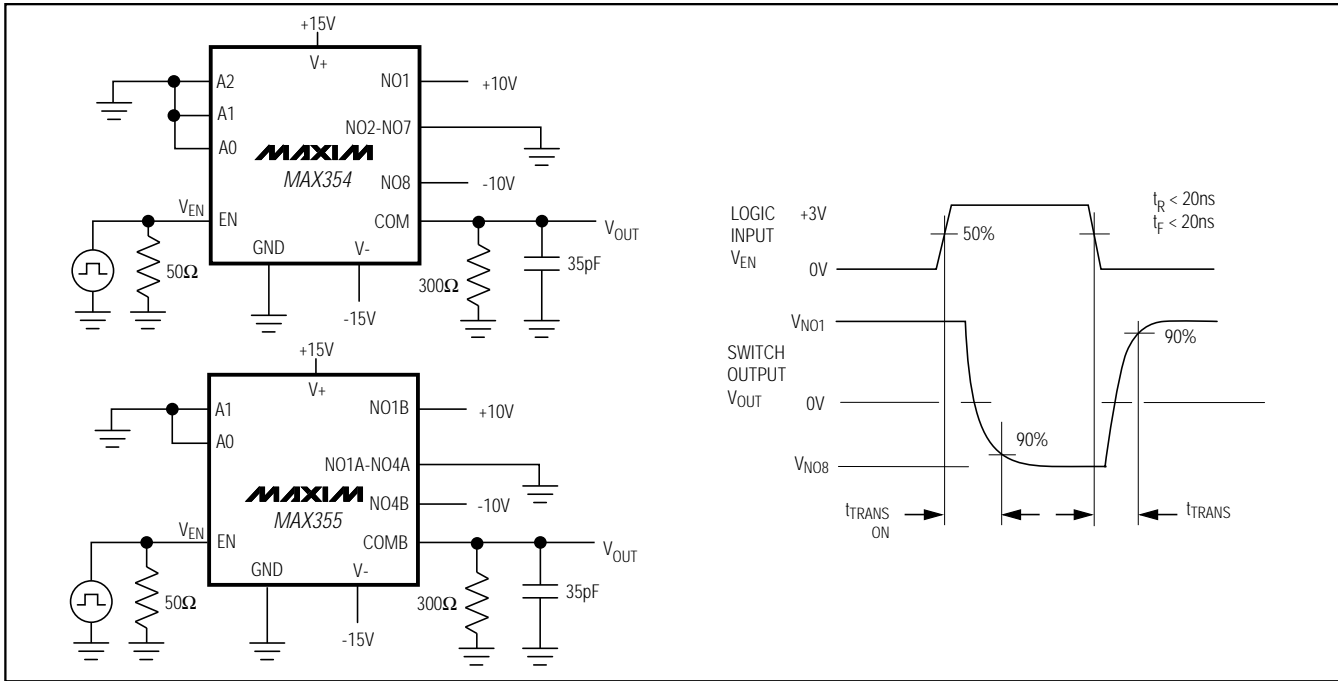 +15V
V+
A2
A1
A0
NO1
+10V
NO2-NO7
MAXIM
MAX354
NO8
-10V
VEN
EN
COM
VOUT
GND
V-
50Ω
300Ω
35pF
-15V
+15V
V+
A1
A0
NO1B
+10V
NO1A-NO4A
MAXIM
MAX355
NO4B
-10V
VEN
EN
COMB
VOUT
GND
V-
50Ω
300Ω
35pF
-15V
LOGIC
INPUT
VEN
+3V
0V
50%
tR < 20ns
tF < 20ns
VNO1
SWITCH
OUTPUT
VOUT
0V
VNO8
90%
90%
tTRANS
ON
tTRANS